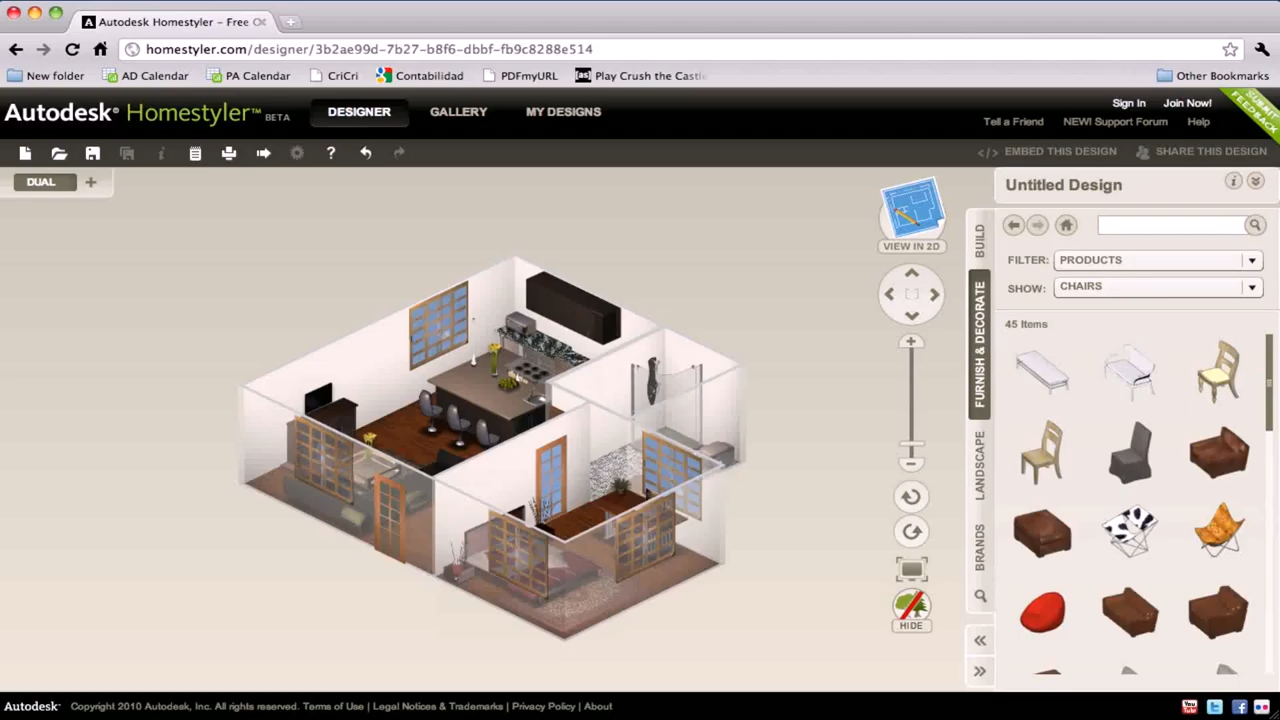 Autodesk Homestyler – Free
homestyler.com/designer/3b2ae99d-7b27-b8f6-dbbf-fb9c8288e514
New folder AD Calendar PA Calendar CriCri Contabilidad PDFmyURL Play Crush the Castle Other Bookmarks
Autodesk® Homestyler™ BETA DESIGNER GALLERY MY DESIGNS Sign In Join Now!
Tell a Friend NEW! Support Forum Help
SUBMIT FEEDBACK
</> EMBED THIS DESIGN SHARE THIS DESIGN
DUAL +
Untitled Design
VIEW IN 2D
BUILD
FURNISH & DECORATE
LANDSCAPE
BRANDS
FILTER: PRODUCTS
SHOW: CHAIRS
45 Items
HIDE
Autodesk® Copyright 2010 Autodesk, Inc. All rights reserved. Terms of Use | Legal Notices & Trademarks | Privacy Policy | About
You Tube